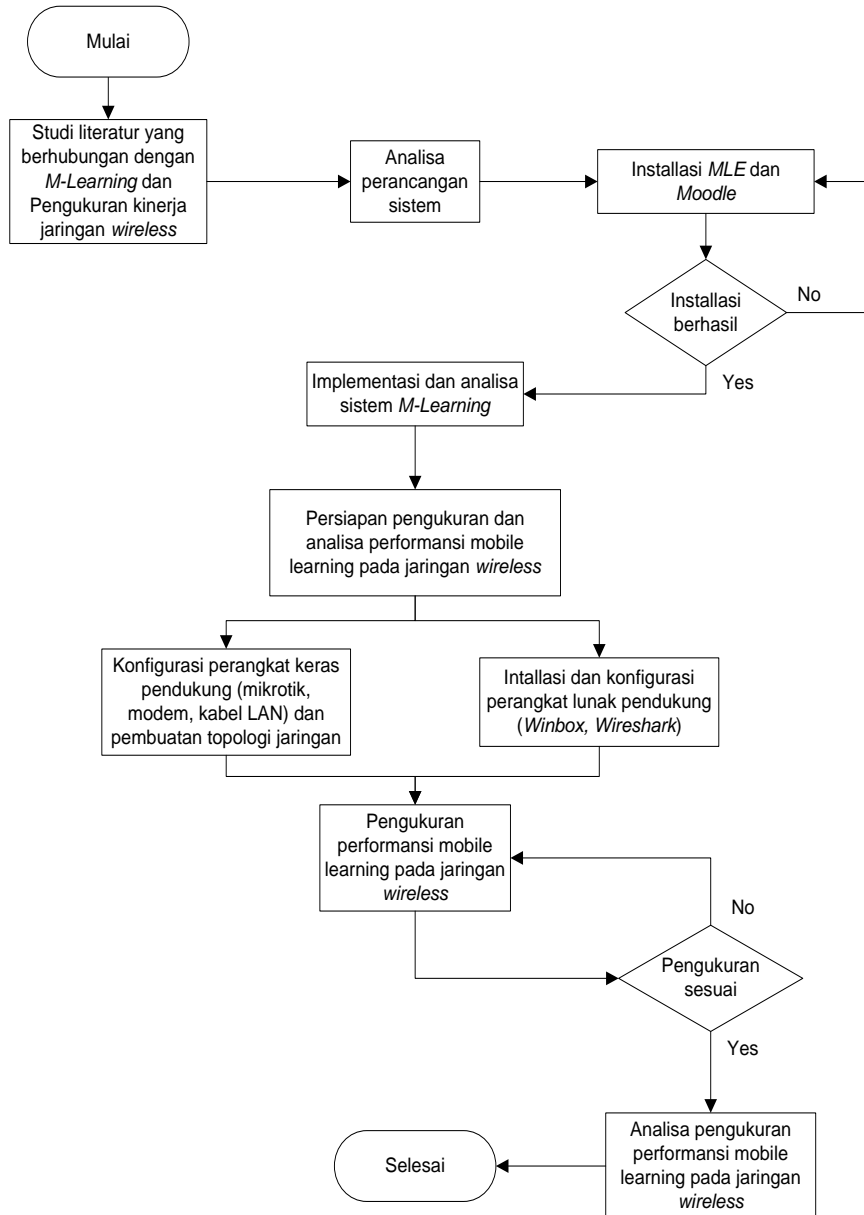 Mulai
Studi literatur yang
berhubungan dengan
M-Learning dan
Pengukuran kinerja
jaringan wireless
Analisa
perancangan
sistem
Installasi MLE dan
Moodle
Installasi
berhasil
No
Yes
Implementasi dan analisa
sistem M-Learning
Persiapan pengukuran dan
analisa performansi mobile
learning pada jaringan wireless
Konfigurasi perangkat keras
pendukung (mikrotik,
modem, kabel LAN) dan
pembuatan topologi jaringan
Intallasi dan konfigurasi
perangkat lunak pendukung
(Winbox, Wireshark)
Pengukuran
performansi mobile
learning pada jaringan
wireless
No
Pengukuran
sesuai
Yes
Analisa pengukuran
performansi mobile
learning pada jaringan
wireless
Selesai